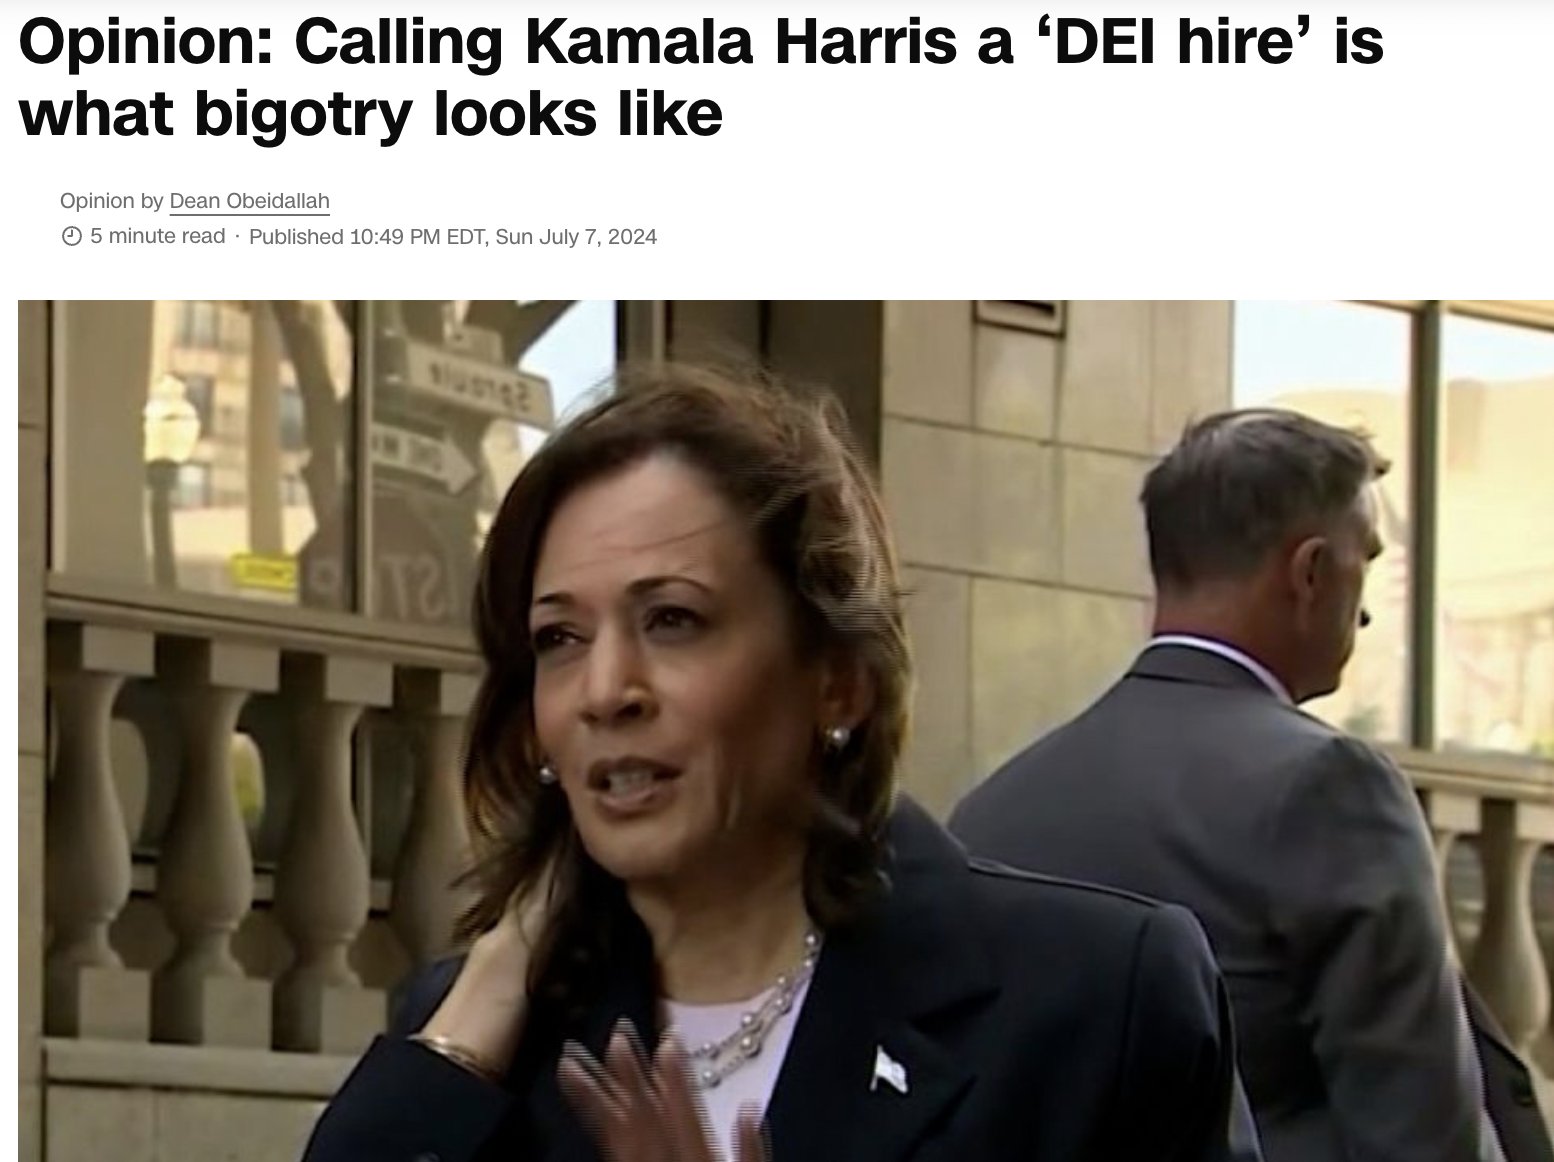 Opinion: Calling Kamala Harris a ‘DEI hire’ is
what bigotry looks like
Opinion by Dean Obeidallah
5 minute read · Published 10:49 PM EDT, Sun July 7, 2024